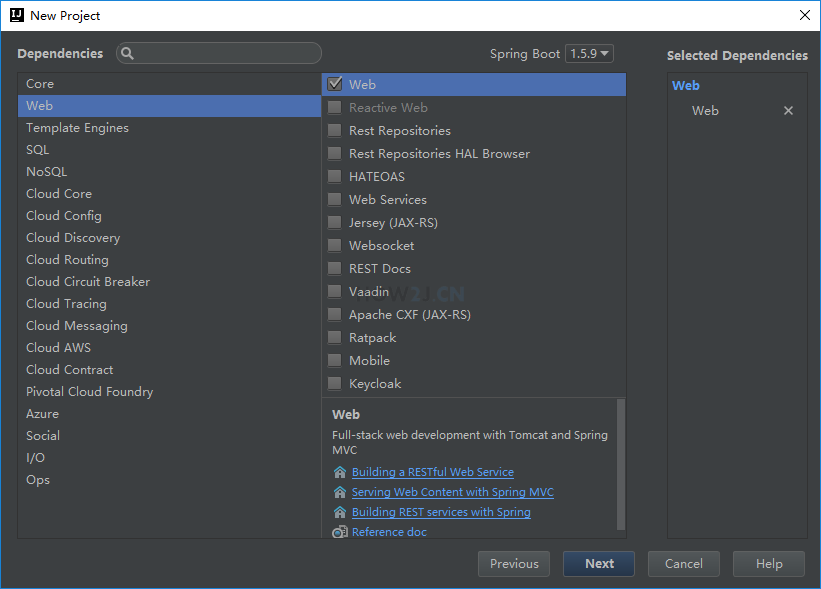 New Project
Dependencies
Spring Boot 1.5.9
Selected Dependencies
Core
Web
Template Engines
SQL
NoSQL
Cloud Core
Cloud Config
Cloud Discovery
Cloud Routing
Cloud Circuit Breaker
Cloud Tracing
Cloud Messaging
Cloud AWS
Cloud Contract
Pivotal Cloud Foundry
Azure
Social
I/O
Ops
Web
Reactive Web
Rest Repositories
Rest Repositories HAL Browser
HATEOAS
Web Services
Jersey (JAX-RS)
Websocket
REST Docs
Vaadin
Apache CXF (JAX-RS)
Ratpack
Mobile
Keycloak
Web
Full-stack web development with Tomcat and Spring
MVC
Building a RESTful Web Service
Serving Web Content with Spring MVC
Building REST services with Spring
Reference doc
Web
Web
Previous
Next
Cancel
Help